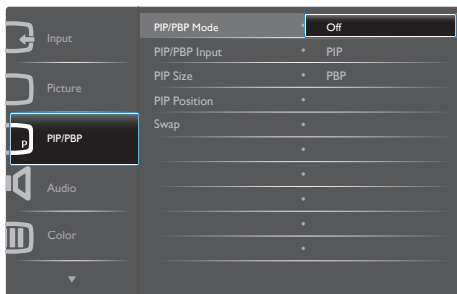 Input
Picture
P
PIP/PBP
Audio
Color
PIP/PBP Mode
PIP/PBP Input
PIP Size
PIP Position
Swap
Off
PIP
PBP